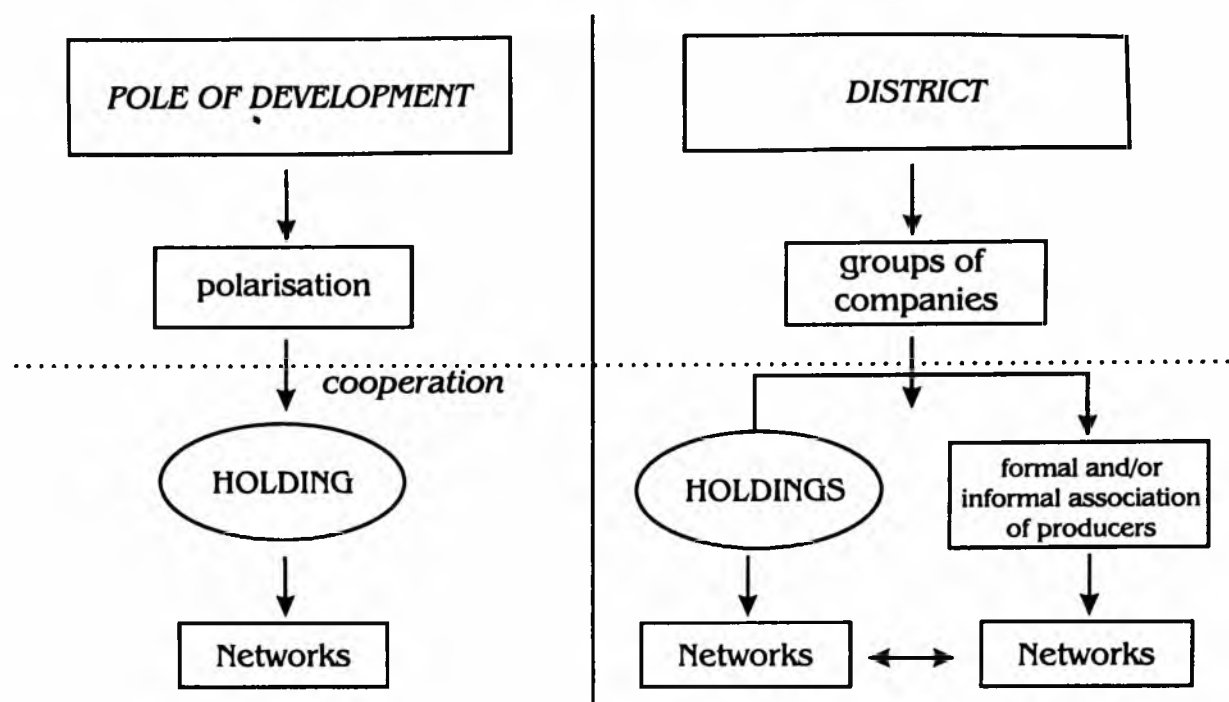 POLE OF DEVELOPMENT
polarisation
cooperation
HOLDING
Networks
DISTRICT
groups of
companies
HOLDINGS
formal and/or
informal association
of producers
Networks
Networks